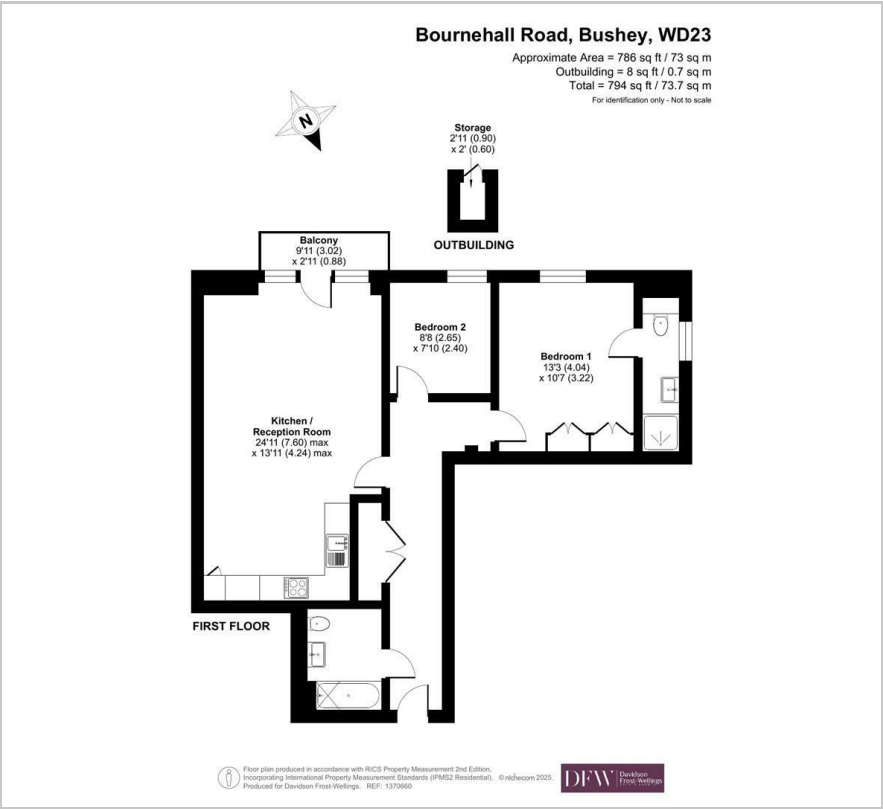 Bournehall Road, Bushey, WD23
Approximate Area = 786 sq ft / 73 sq m
Outbuilding = 8 sq ft / 0.7 sq m
Total = 794 sq ft / 73.7 sq m
For identification only - Not to scale
N
Storage
2'11 (0.90)
x 2' (0.60)
OUTBUILDING
Balcony
9'11 (3.02)
x 2'11 (0.88)
Bedroom 2
8'8 (2.65)
x 7'10 (2.40)
Bedroom 1
13'3 (4.04)
x 10'7 (3.22)
Kitchen /
Reception Room
24'11 (7.60) max
x 13'11 (4.24) max
FIRST FLOOR
Floor plan produced in accordance with RICS Property Measurement 2nd Edition,
Incorporating International Property Measurement Standards (IPMS2 Residential). © nichecom 2025.
Produced for Davidson Frost-Wellings. REF: 1370660
DFW
Davidson
Frost-Wellings